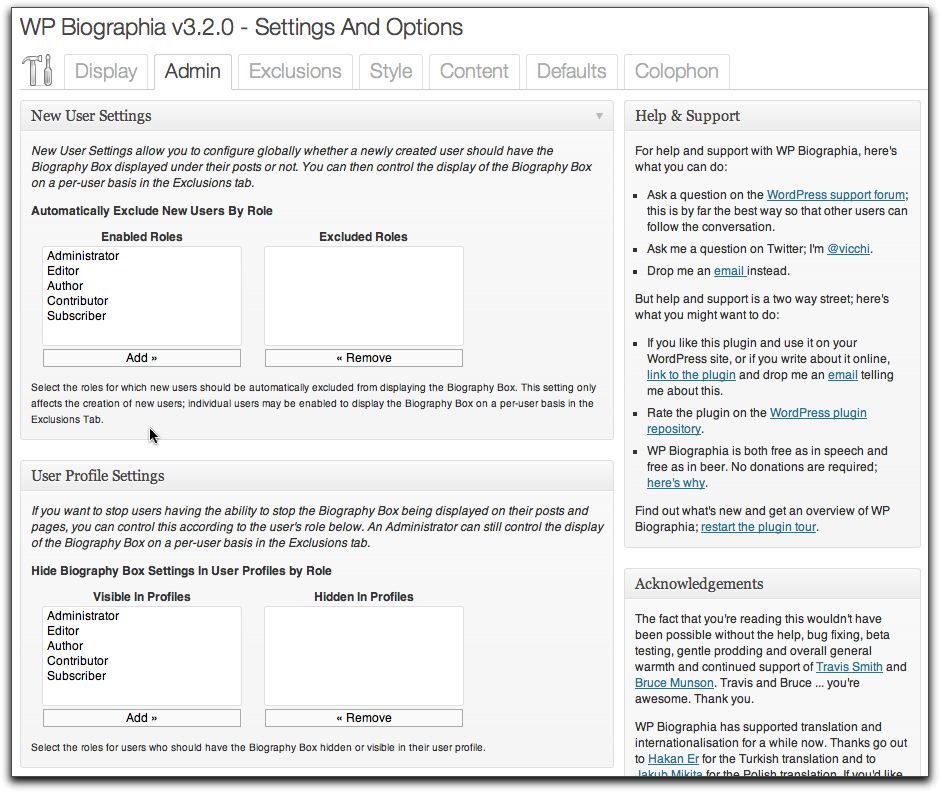 WP Biographia v3.2.0 - Settings And Options
Display Admin Exclusions Style Content Defaults Colophon
New User Settings
New User Settings allow you to configure globally whether a newly created user should have the
Biography Box displayed under their posts or not. You can then control the display of the Biography Box
on a per-user basis in the Exclusions tab.
Automatically Exclude New Users By Role
Enabled Roles
Administrator
Editor
Author
Contributor
Subscriber
Add »
Excluded Roles
« Remove
Select the roles for which new users should be automatically excluded from displaying the Biography Box. This setting only
affects the creation of new users; individual users may be enabled to display the Biography Box on a per-user basis in the
Exclusions Tab.
User Profile Settings
If you want to stop users having the ability to stop the Biography Box being displayed on their posts and
pages, you can control this according to the user's role below. An Administrator can still control the display
of the Biography Box on a per-user basis in the Exclusions tab.
Hide Biography Box Settings In User Profiles by Role
Visible In Profiles
Administrator
Editor
Author
Contributor
Subscriber
Add »
Hidden In Profiles
« Remove
Select the roles for users who should have the Biography Box hidden or visible in their user profile.
Help & Support
For help and support with WP Biographia, here's
what you can do:
Ask a question on the WordPress support forum;
this is by far the best way so that other users can
follow the conversation.
Ask me a question on Twitter; I'm @vicchi.
Drop me an email instead.
But help and support is a two way street; here's
what you might want to do:
If you like this plugin and use it on your
WordPress site, or if you write about it online,
link to the plugin and drop me an email telling
me about this.
Rate the plugin on the WordPress plugin
repository.
WP Biographia is both free as in speech and
free as in beer. No donations are required;
here's why.
Find out what's new and get an overview of WP
Biographia; restart the plugin tour.
Acknowledgements
The fact that you're reading this wouldn't have
been possible without the help, bug fixing, beta
testing, gentle prodding and overall general
warmth and continued support of Travis Smith and
Bruce Munson. Travis and Bruce ... you're
awesome. Thank you.
WP Biographia has supported translation and
internationalisation for a while now. Thanks go out
to Hakan Er for the Turkish translation and to
Jakub Mikita for the Polish translation. If you'd like